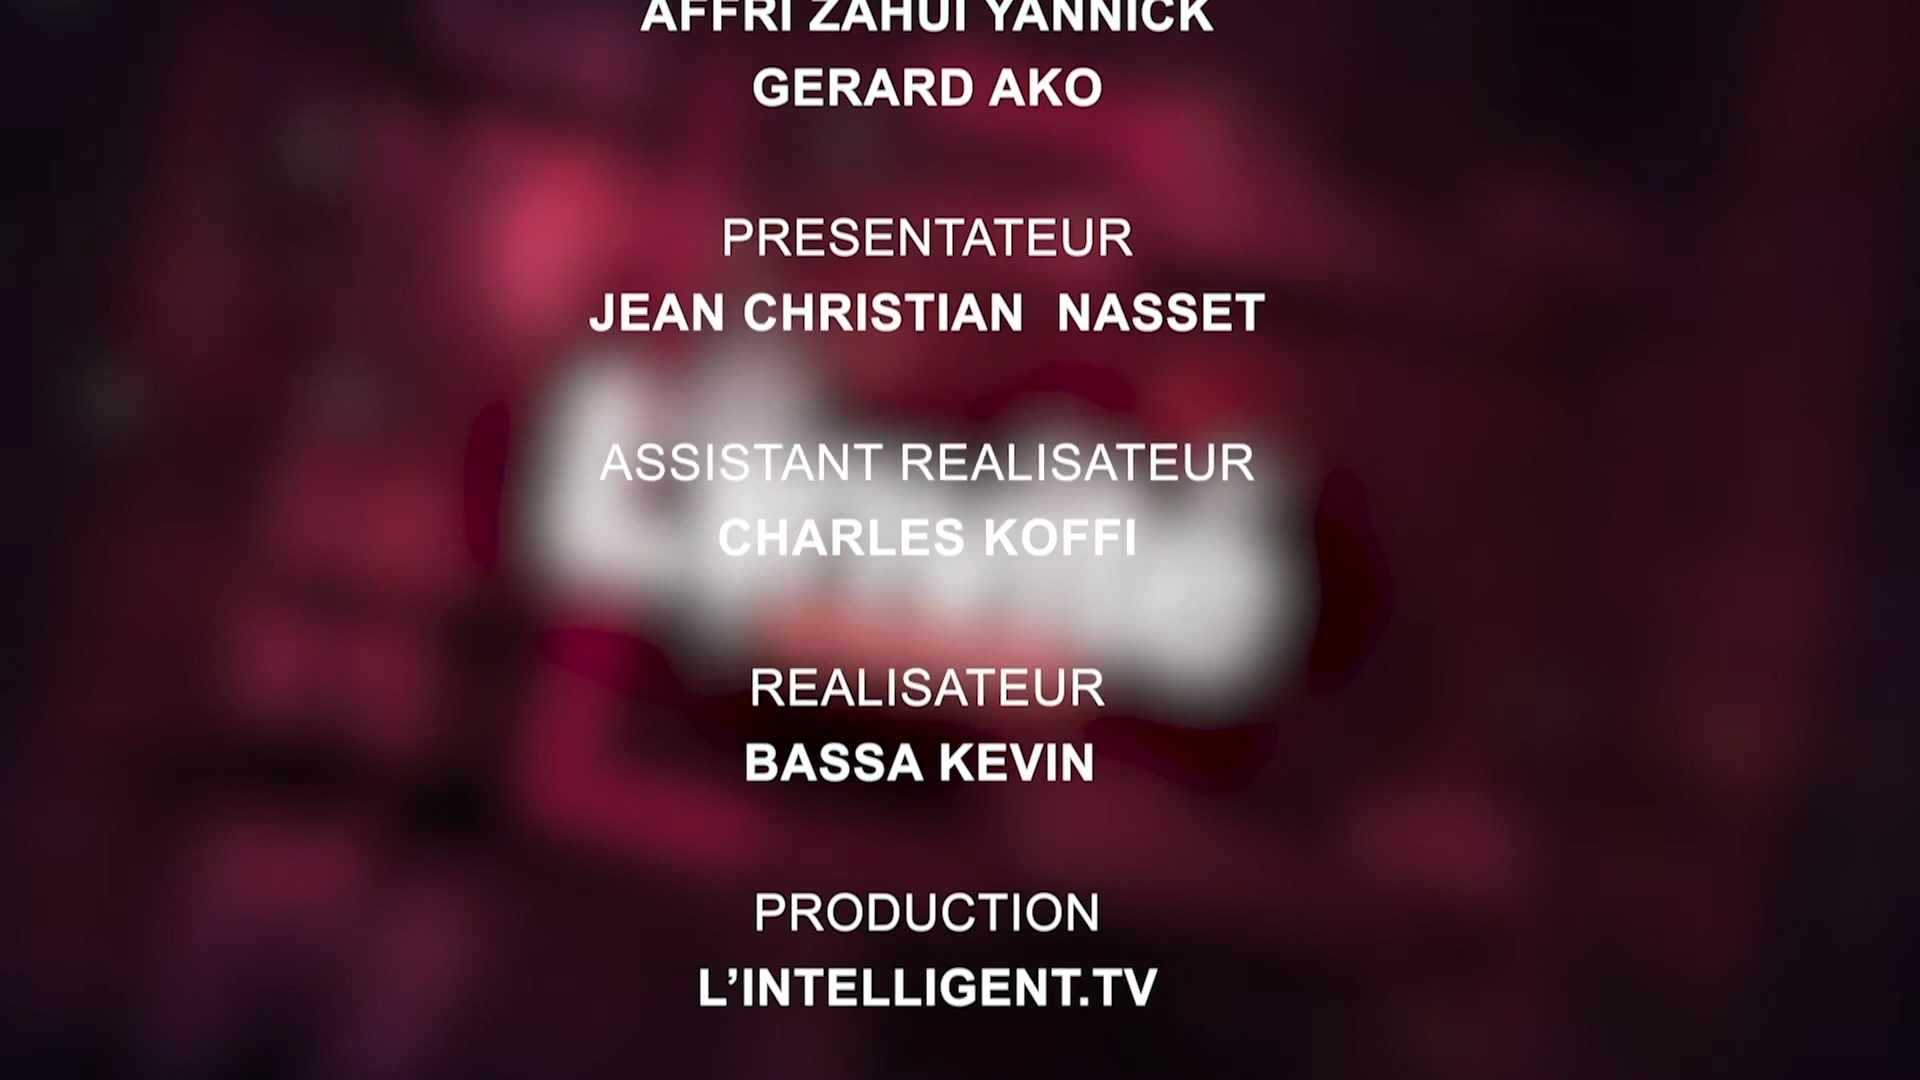 AFFRI ZAHUI YANNICK
GERARD AKO
PRESENTATEUR
JEAN CHRISTIAN  NASSET
ASSISTANT REALISATEUR
CHARLES KOFFI
REALISATEUR
BASSA KEVIN
PRODUCTION
L’INTELLIGENT.TV